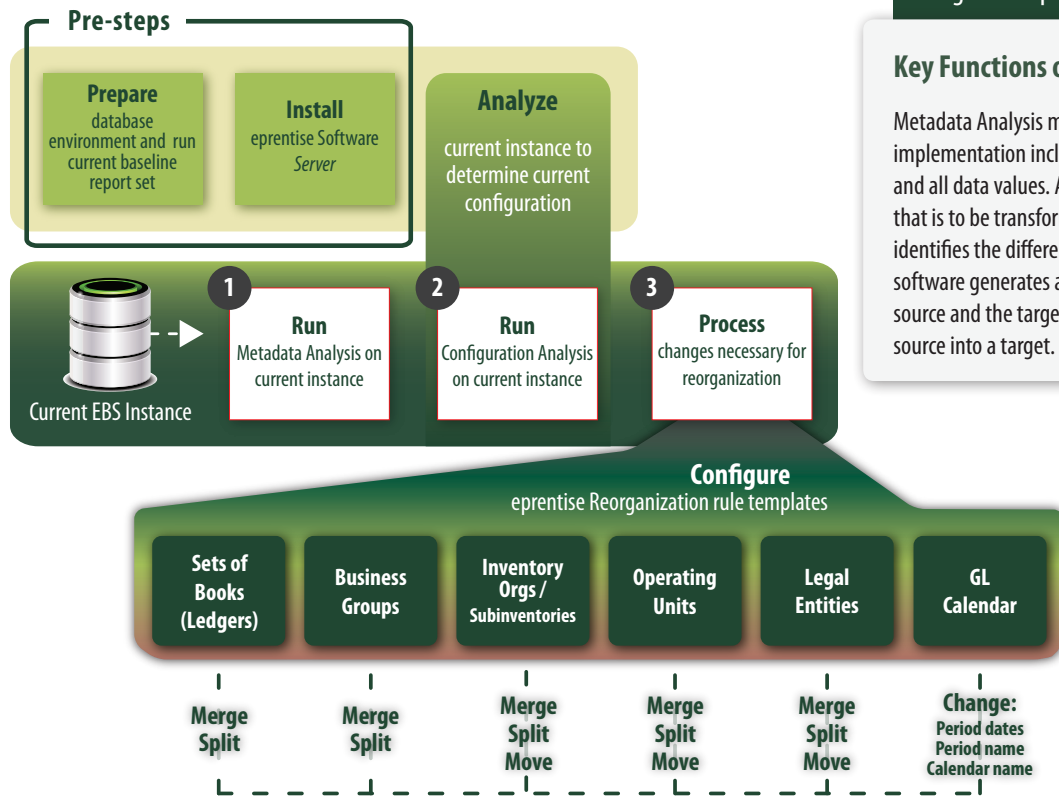 Pre-steps
Prepare
database
environment and run
current baseline
report set
Install
eprentise Software
Server
Analyze
current instance to
determine current
configuration
Key Functions
Metadata Analysis
implementation
and all data values.
that is to be
identifies the
software generates
source and the
source into a target.
1
Run
Metadata Analysis on
current instance
2
Run
Configuration Analysis
on current instance
3
Process
changes necessary for
reorganization
Current EBS Instance
Configure
eprentise Reorganization rule templates
Sets of
Books
(Ledgers)
Business
Groups
Inventory
Orgs /
Subinventories
Operating
Units
Legal
Entities
GL
Calendar
Merge
Split
Merge
Split
Merge
Split
Move
Merge
Split
Move
Merge
Split
Move
Change:
Period dates
Period name
Calendar name